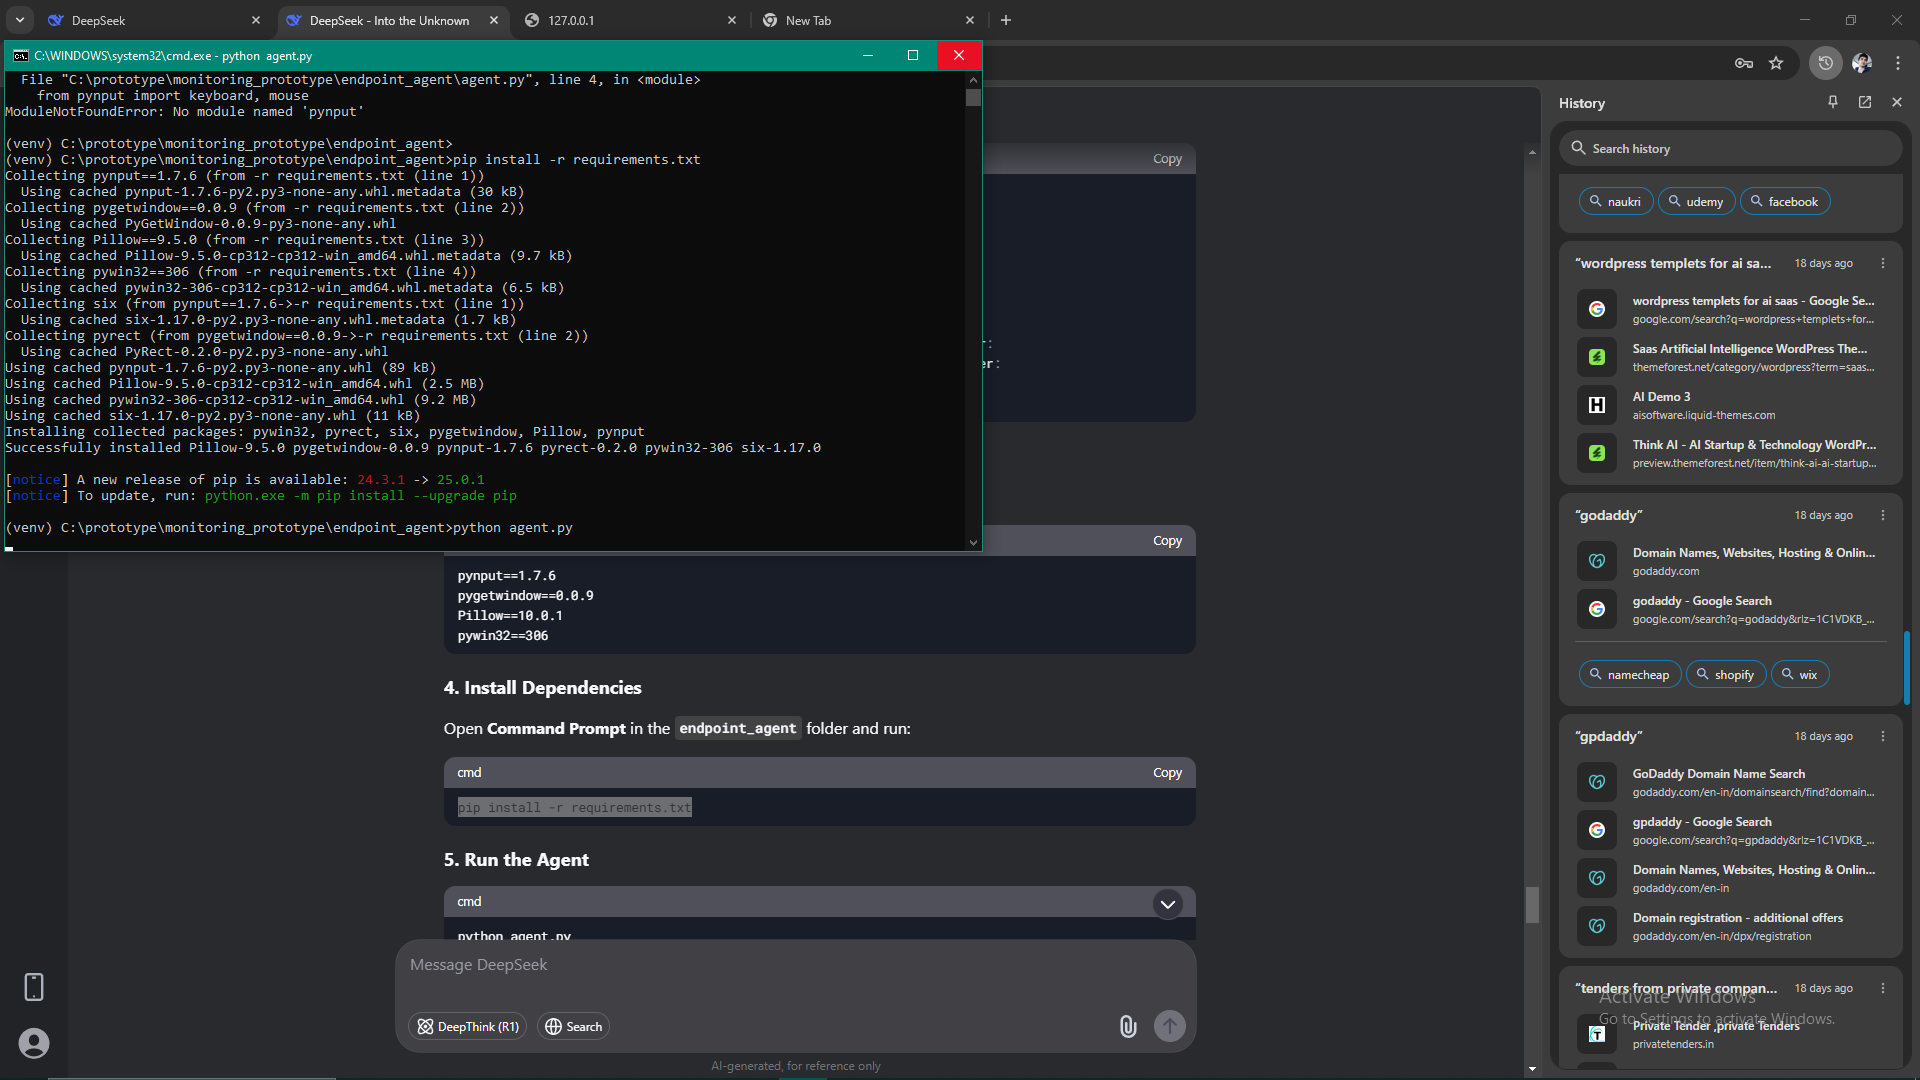 DeepSeek
DeepSeek - Into the Unknown
127.0.0.1
New Tab
C:\WINDOWS\system32\cmd.exe - python  agent.py
  File "C:\prototype\monitoring_prototype\endpoint_agent\agent.py", line 4, in <module>
    from pynput import keyboard, mouse
ModuleNotFoundError: No module named 'pynput'
(venv) C:\prototype\monitoring_prototype\endpoint_agent>
(venv) C:\prototype\monitoring_prototype\endpoint_agent>pip install -r requirements.txt
Collecting pynput==1.7.6 (from -r requirements.txt (line 1))
  Using cached pynput-1.7.6-py2.py3-none-any.whl.metadata (30 kB)
Collecting pygetwindow==0.0.9 (from -r requirements.txt (line 2))
  Using cached PyGetWindow-0.0.9-py3-none-any.whl
Collecting Pillow==9.5.0 (from -r requirements.txt (line 3))
  Using cached Pillow-9.5.0-cp312-cp312-win_amd64.whl.metadata (9.7 kB)
Collecting pywin32==306 (from -r requirements.txt (line 4))
  Using cached pywin32-306-cp312-cp312-win_amd64.whl.metadata (6.5 kB)
Collecting six (from pynput==1.7.6->-r requirements.txt (line 1))
  Using cached six-1.17.0-py2.py3-none-any.whl.metadata (1.7 kB)
Collecting pyrect (from pygetwindow==0.0.9->-r requirements.txt (line 2))
  Using cached PyRect-0.2.0-py2.py3-none-any.whl
Using cached pynput-1.7.6-py2.py3-none-any.whl (89 kB)
Using cached Pillow-9.5.0-cp312-cp312-win_amd64.whl (2.5 MB)
Using cached pywin32-306-cp312-cp312-win_amd64.whl (9.2 MB)
Using cached six-1.17.0-py2.py3-none-any.whl (11 kB)
Installing collected packages: pywin32, pyrect, six, pygetwindow, Pillow, pynput
Successfully installed Pillow-9.5.0 pygetwindow-0.0.9 pynput-1.7.6 pyrect-0.2.0 pywin32-306 six-1.17.0
[notice] A new release of pip is available: 24.3.1 -> 25.0.1
[notice] To update, run: python.exe -m pip install --upgrade pip
(venv) C:\prototype\monitoring_prototype\endpoint_agent>python agent.py
Copy
er:
Copy
pynput==1.7.6
pygetwindow==0.0.9
Pillow==10.0.1
pywin32==306
4. Install Dependencies
Open Command Prompt in the endpoint_agent folder and run:
cmd
Copy
pip install -r requirements.txt
5. Run the Agent
cmd
python agent.py
Message DeepSeek
DeepThink (R1)
Search
AI-generated, for reference only
History
Search history
naukri
udemy
facebook
“wordpress templets for ai sa...
18 days ago
wordpress templets for ai saas - Google Se...
google.com/search?q=wordpress+templets+for...
Saas Artificial Intelligence WordPress The...
themeforest.net/category/wordpress?term=saas...
AI Demo 3
aisoftware.liquid-themes.com
Think AI - AI Startup & Technology WordPr...
preview.themeforest.net/item/think-ai-ai-startup...
“godaddy”
18 days ago
Domain Names, Websites, Hosting & Onlin...
godaddy.com
godaddy - Google Search
google.com/search?q=godaddy&rlz=1C1VDKB_...
namecheap
shopify
wix
“gpdaddy”
18 days ago
GoDaddy Domain Name Search
godaddy.com/en-in/domainsearch/find?domain...
gpdaddy - Google Search
google.com/search?q=gpdaddy&rlz=1C1VDKB_...
Domain Names, Websites, Hosting & Onlin...
godaddy.com/en-in
Domain registration - additional offers
godaddy.com/en-in/dpx/registration
“tenders from private compan...
18 days ago
Private Tender ,private Tenders
privatetenders.in
Activate Windows
Go to Settings to activate Windows.